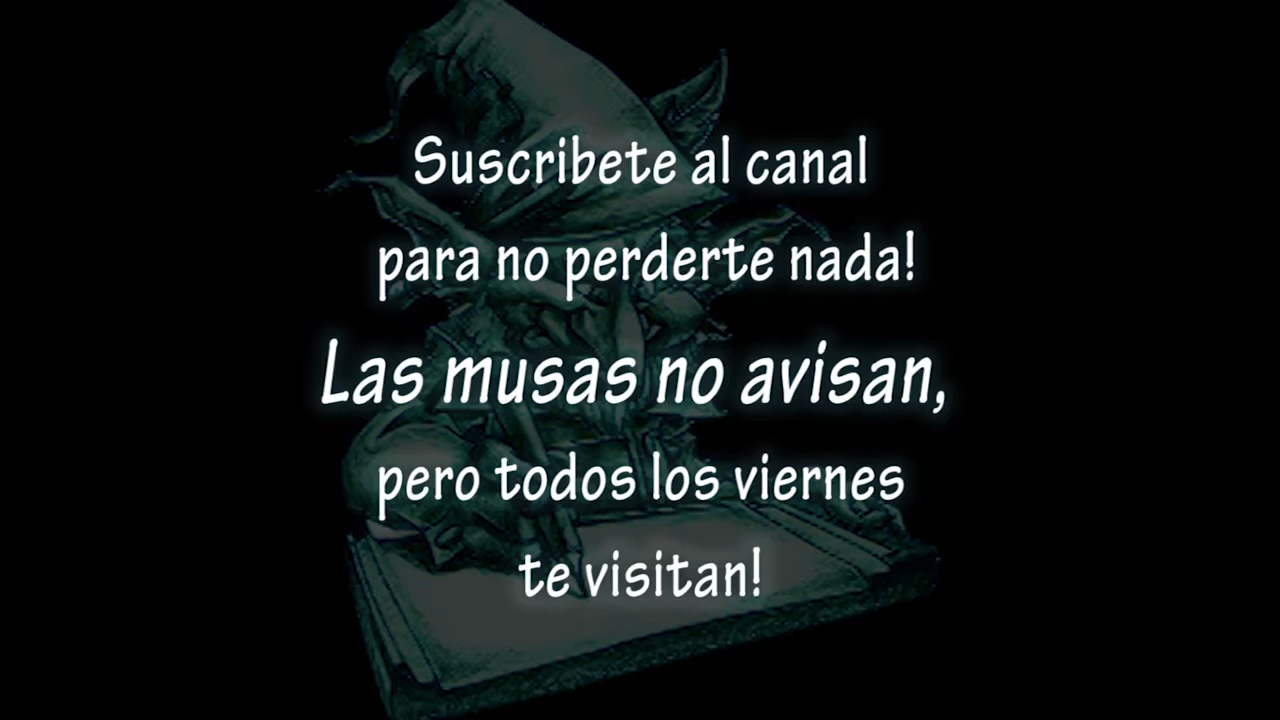 Suscribete al canal
para no perderte nada!
Las musas no avisan,
pero todos los viernes
te visitan!